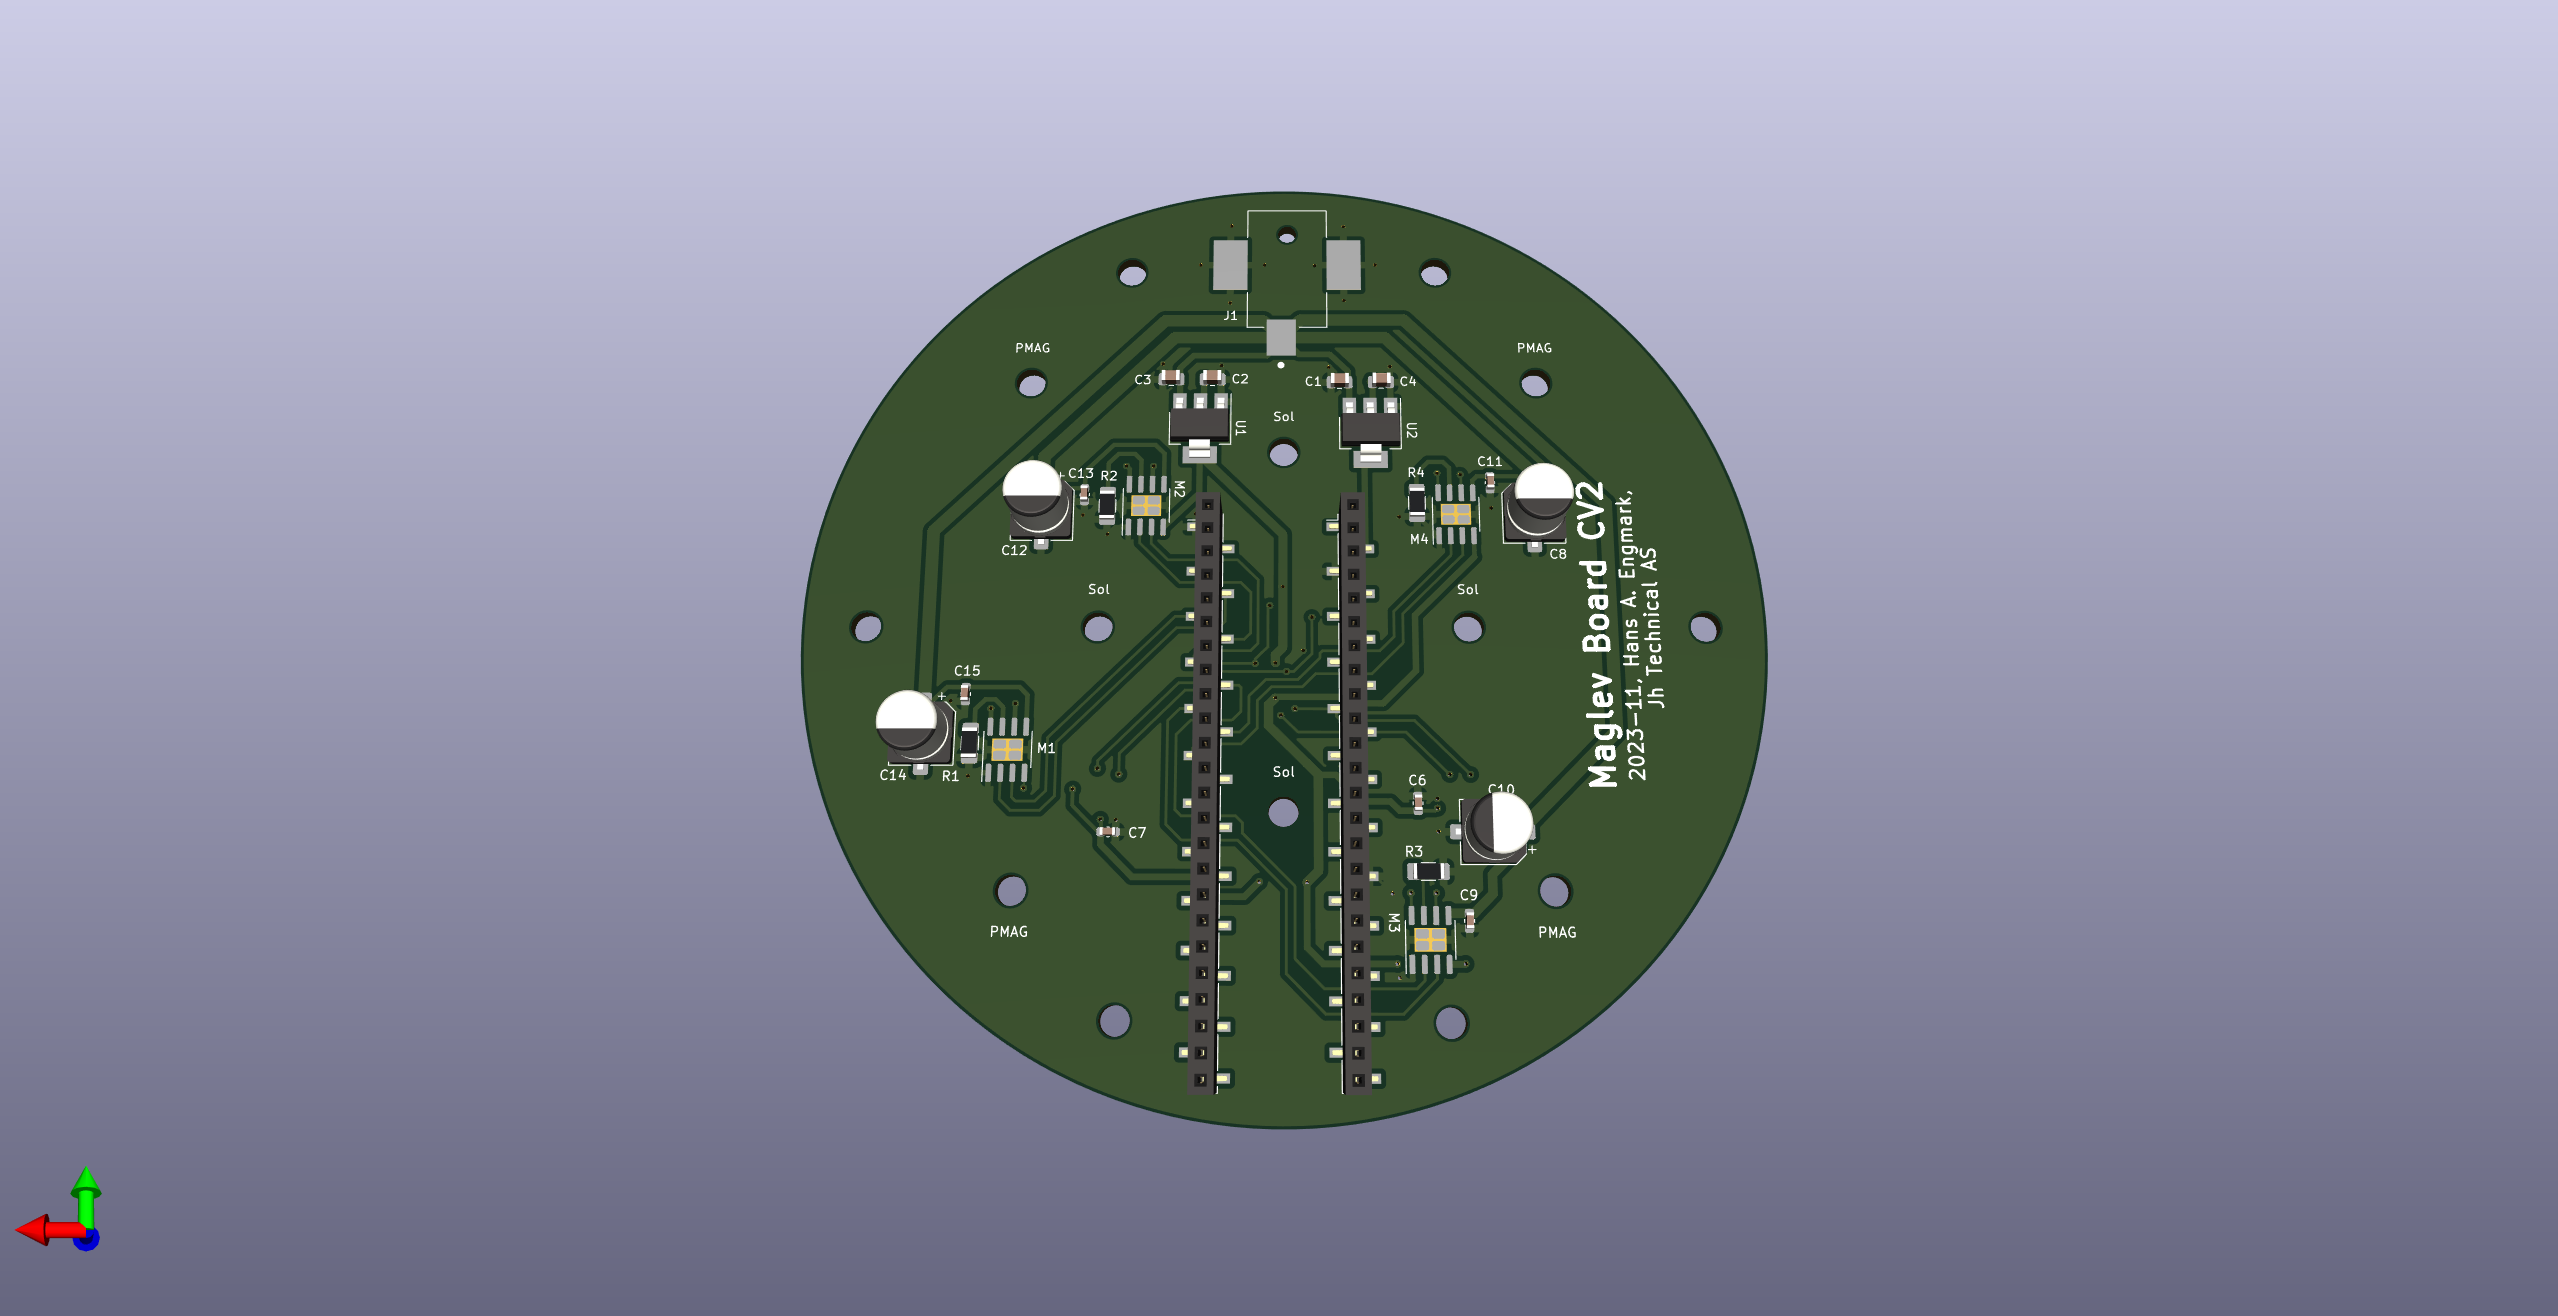 J1
PMAG
PMAG
C3
C2
C1
C4
Sol
U1
U2
C13
R2
M2
R4
C11
C12
M4
C8
Sol
Sol
Maglev Board CV2
2023-11, Hans A. Engmark,
Jh Technical AS
C15
+
M1
C14
R1
Sol
C6
C10
C7
+
R3
C9
M3
PMAG
PMAG